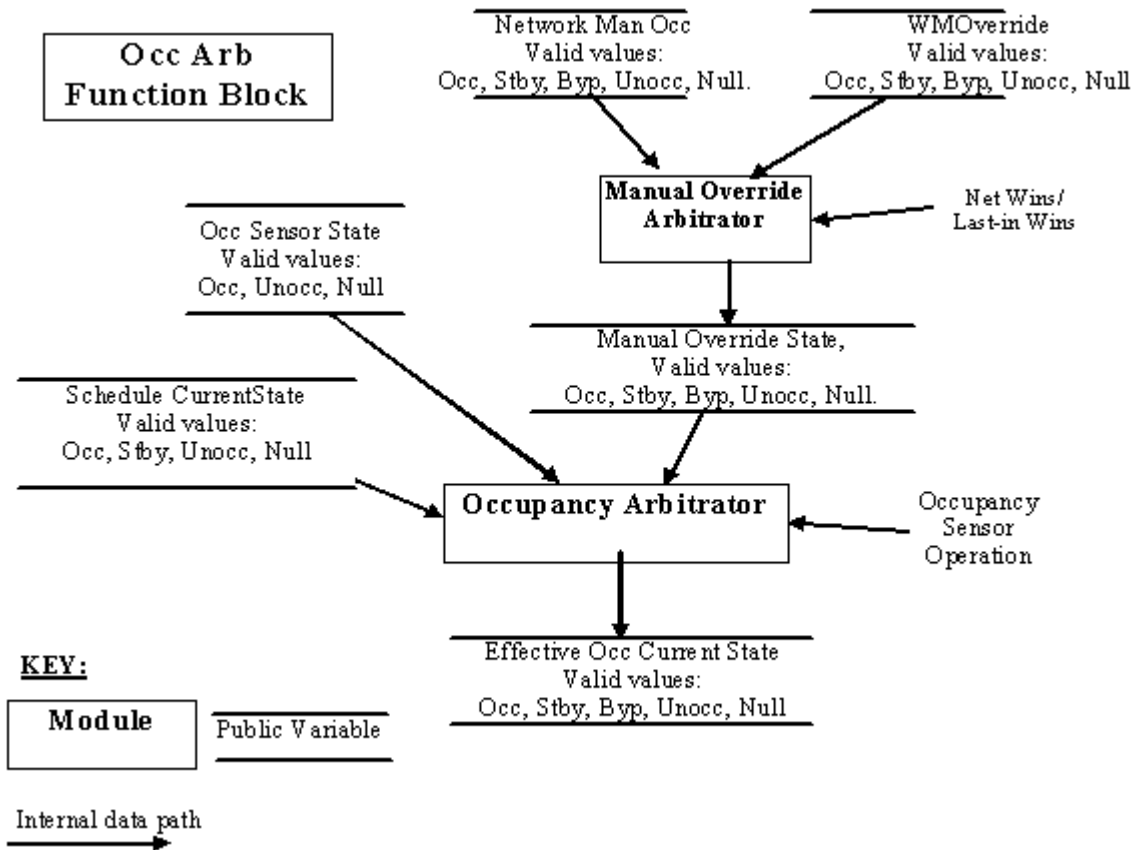 Occ Arb
Function Block
Network Man Occ
Valid values:
Occ, Stby, Byp, Unocc, Null.
WMOverride
Valid values:
Occ, Stby, Byp, Unocc, Null
Manual Override
Arbitrator
Net Wins/
Last-in Wins
Occ Sensor State
Valid values:
Occ, Unocc, Null
Manual Override State,
Valid values:
Occ, Stby, Byp, Unocc, Null.
Schedule CurrentState
Valid values:
Occ, Stby, Unocc, Null
Occupancy Arbitrator
Occupancy
Sensor
Operation
Effective Occ Current State
Valid values:
Occ, Stby, Byp, Unocc, Null
KEY:
Module
Public Variable
Internal data path